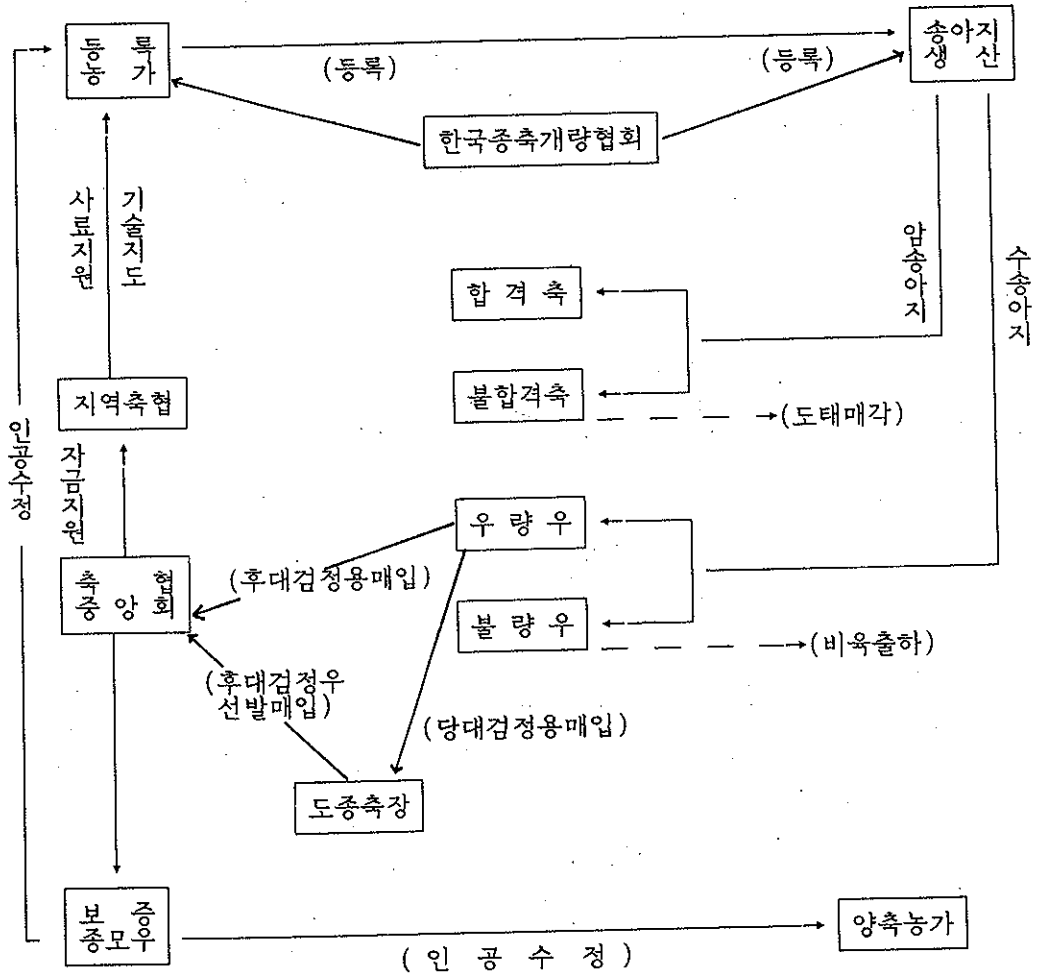 등 록
농 가
송아지
생 산
(등록)
(등록)
한국종축개량협회
사료지원
기술지도
암송아지
수송아지
합 격 축
불합격축
(도태매각)
지역축협
인공수정
자금지원
우 량 우
(후대검정용매입)
축 협
중 앙 회
불 량 우
(비육출하)
(후대검정우
선발매입)
(당대검정용매입)
도종축장
보 증
종모우
양축농가
( 인 공 수 정 )